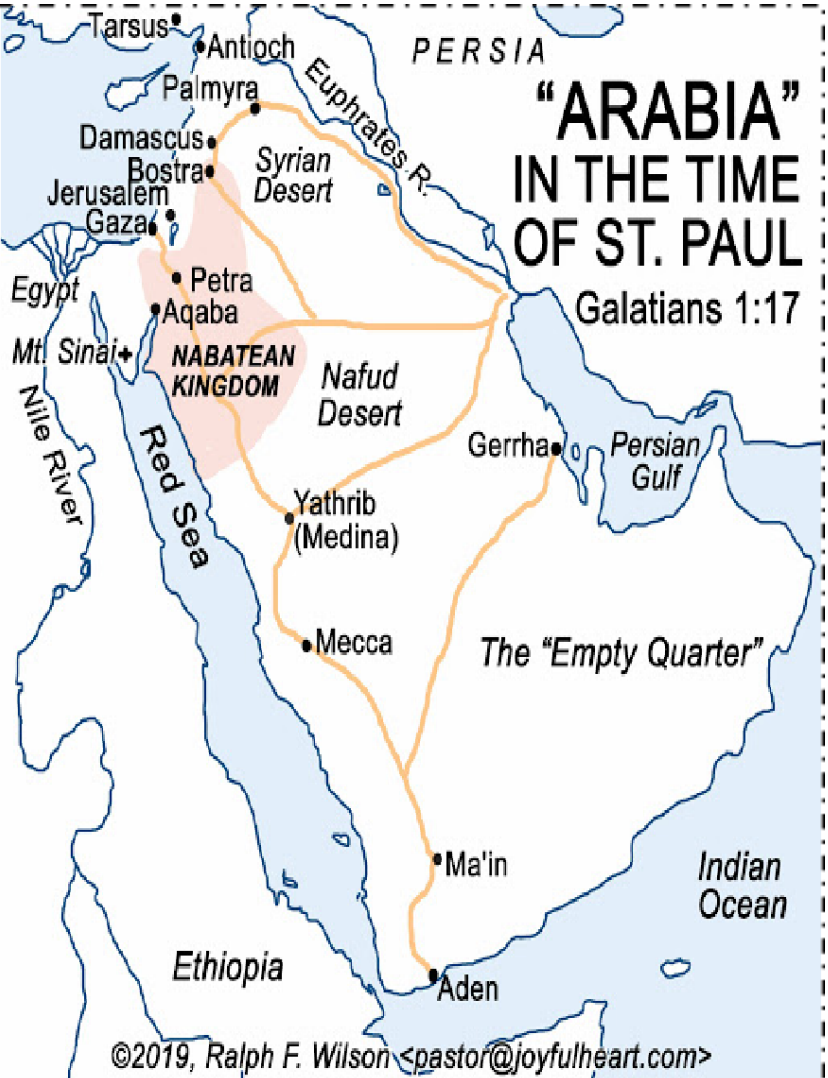 Tarsus
Antioch
PERSIA
Palmyra
Euphrates R.
"ARABIA"
IN THE TIME
OF ST. PAUL
Galatians 1:17
Damascus
Bostra
Syrian
Desert
Jerusalem
Gaza
Egypt
Petra
Aqaba
Mt. Sinai
NABATEAN
KINGDOM
Nafud
Desert
Nile River
Red Sea
Gerrha
Persian
Gulf
Yathrib
(Medina)
Mecca
The "Empty Quarter"
Ma'in
Indian
Ocean
Ethiopia
Aden
©2019, Ralph F. Wilson <pastor@joyfulheart.com>